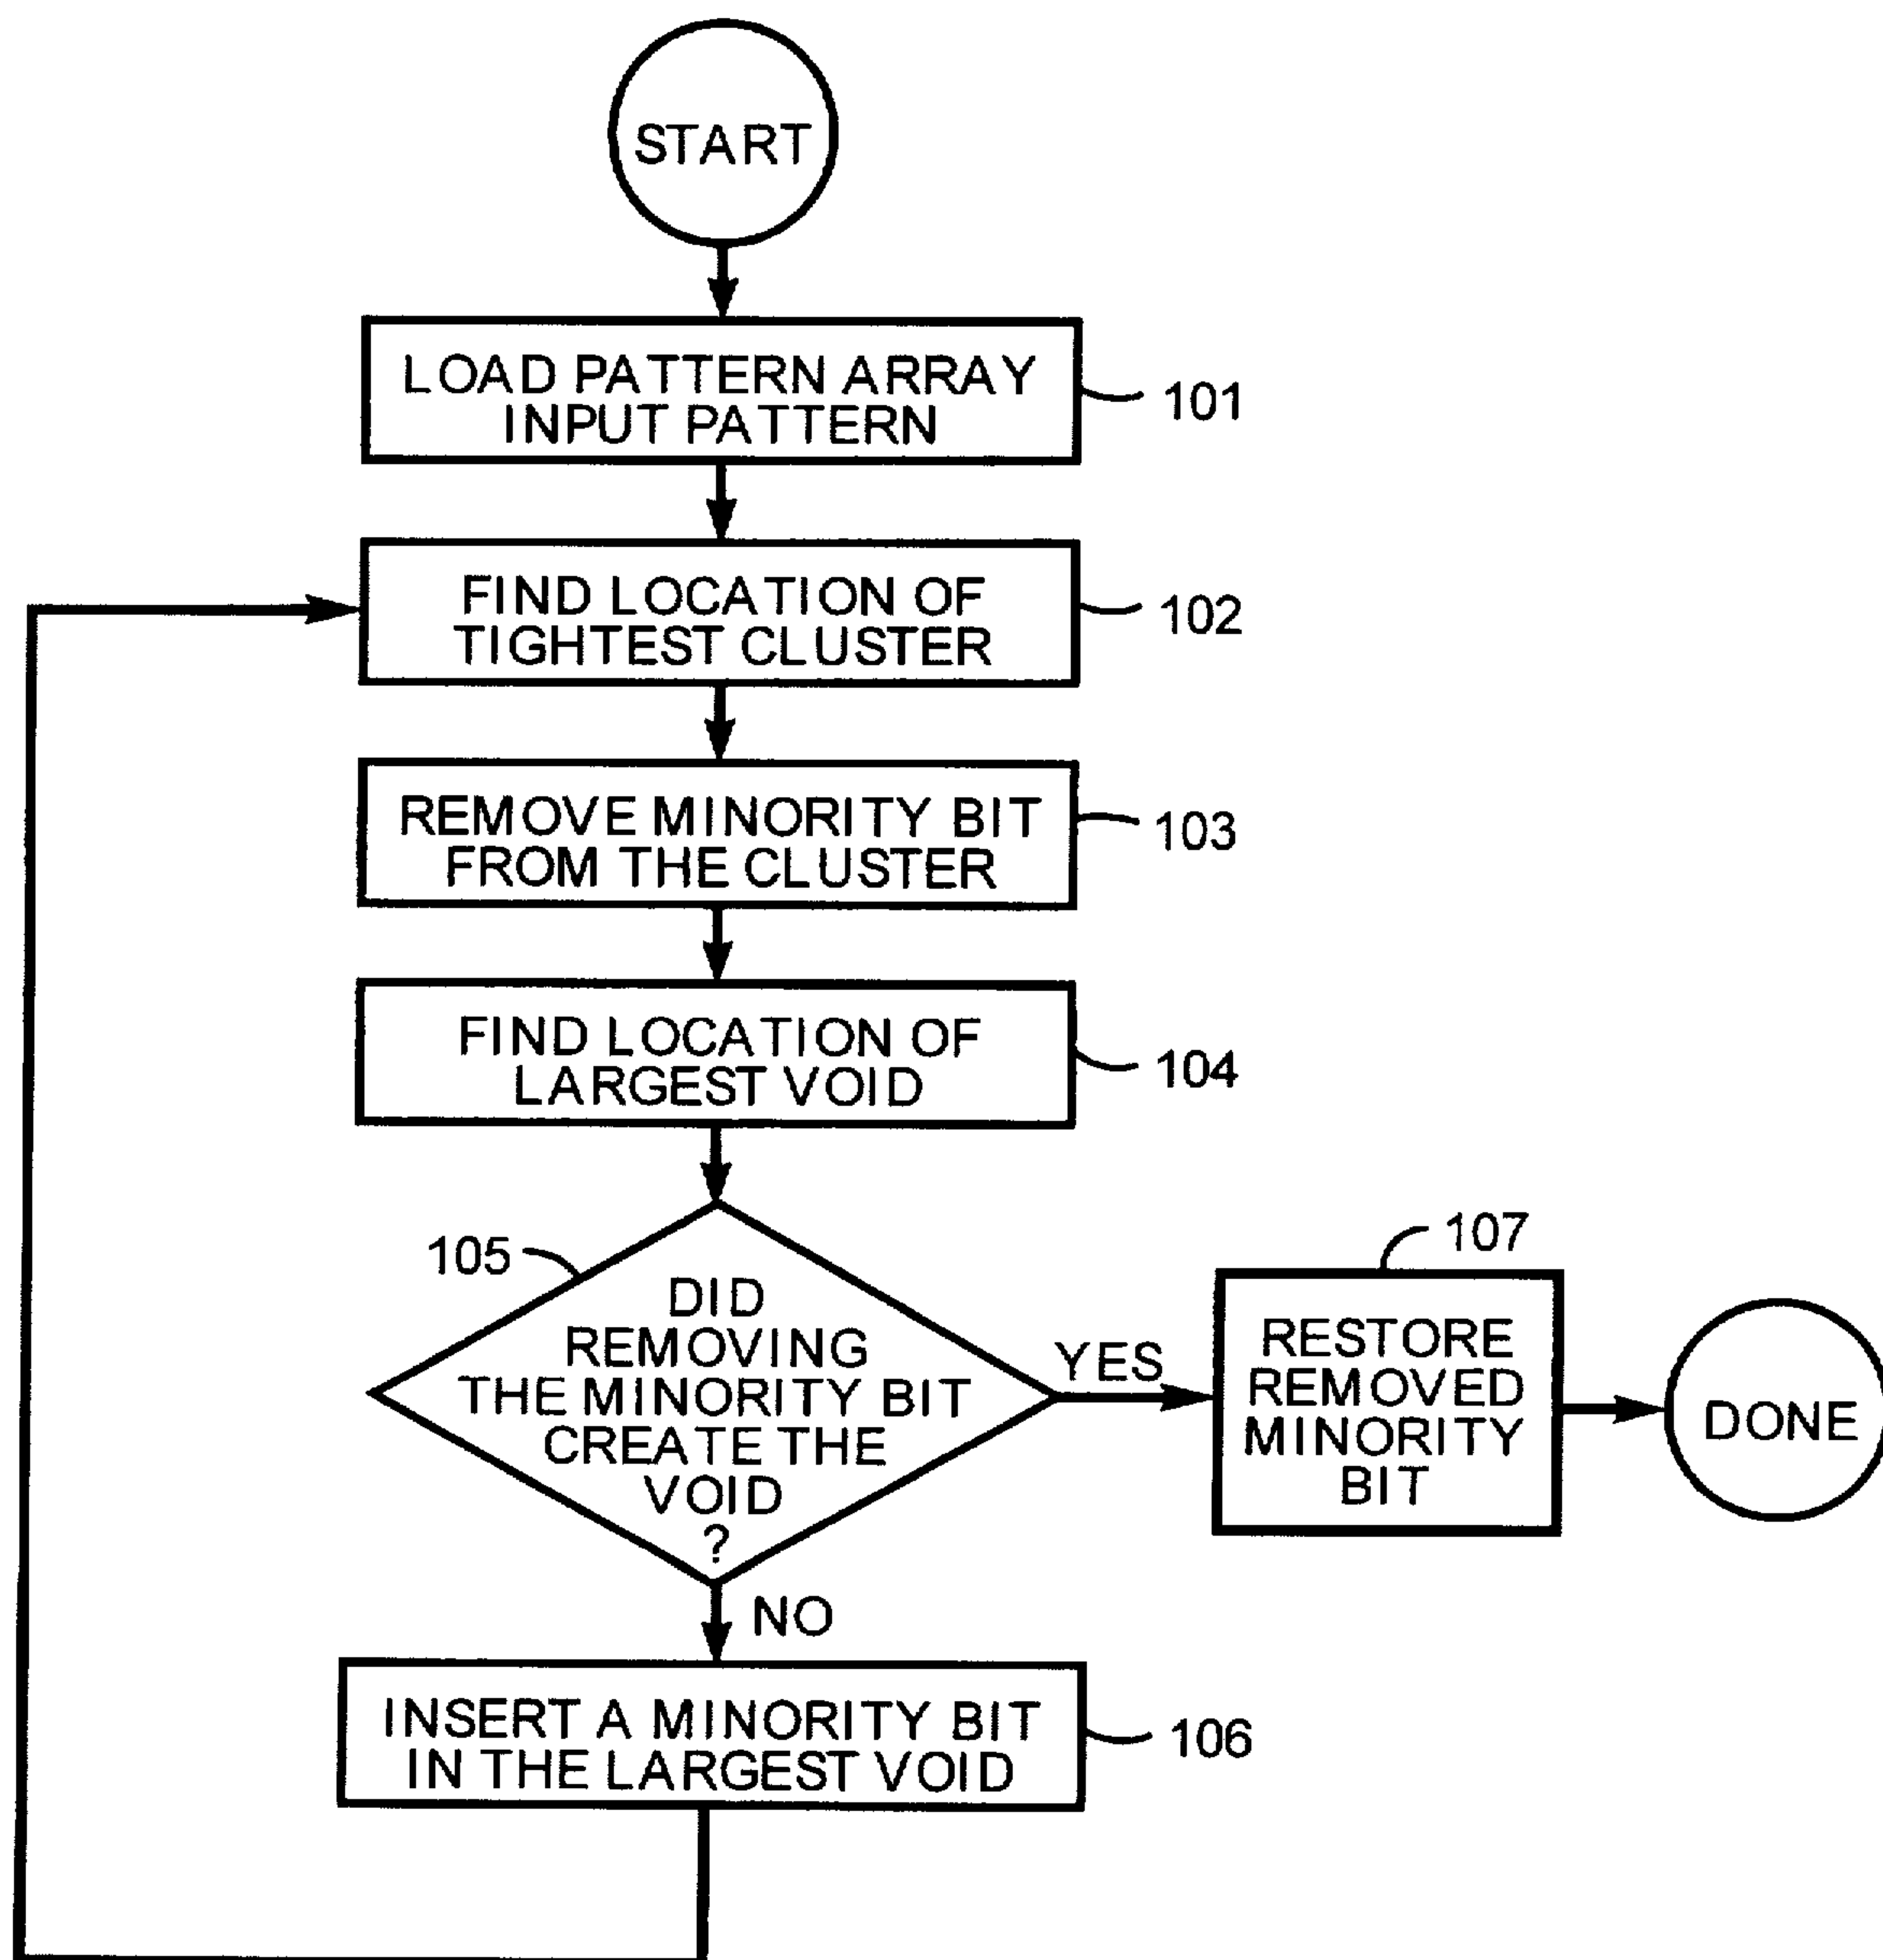 START
LOAD PATTERN ARRAY
INPUT PATTERN
101
FIND LOCATION OF
TIGHTEST CLUSTER
102
REMOVE MINORITY BIT
FROM THE CLUSTER
103
FIND LOCATION OF
LARGEST VOID
104
105
DID
REMOVING
THE MINORITY BIT
CREATE THE
VOID
?
YES
107
RESTORE
REMOVED
MINORITY
BIT
DONE
NO
INSERT A MINORITY BIT
IN THE LARGEST VOID
106